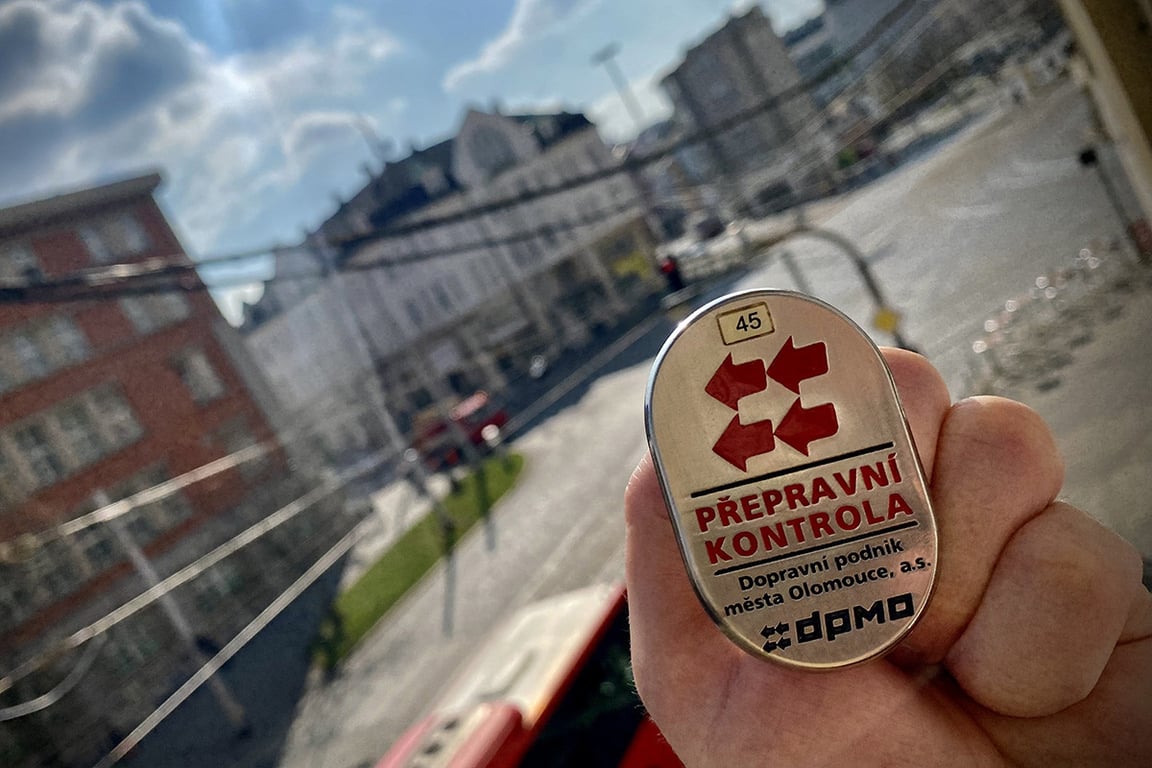 45
PŘEPRAVNÍ
KONTROLA
Dopravní podnik
města Olomouce, a.s.
dpmo